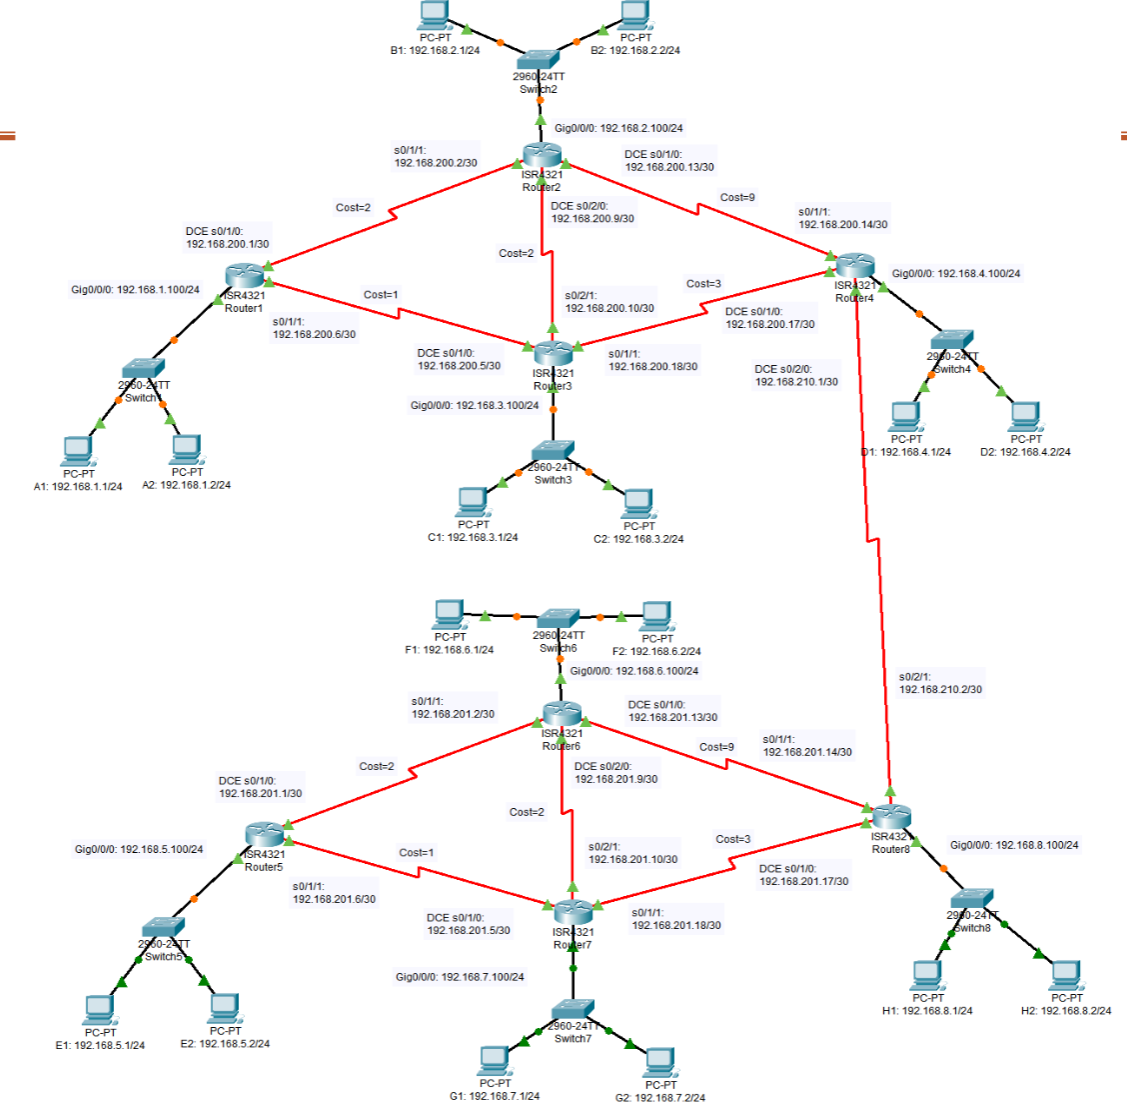 PC-PT
B1: 192.168.2.1/24
PC-PT
B2: 192.168.2.2/24
2960-24TT
Switch2
Gig0/0/0: 192.168.2.100/24
s0/1/1:
192.168.200.2/30
DCE s0/1/0:
192.168.200.13/30
ISR4321
Router2
Cost=2
DCE s0/2/0:
192.168.200.9/30
Cost=9
s0/1/1:
192.168.200.14/30
DCE s0/1/0:
192.168.200.1/30
Cost=2
Gig0/0/0: 192.168.1.100/24
ISR4321
Router1
Cost=1
s0/2/1:
192.168.200.10/30
Cost=3
ISR4321
Router4
Gig0/0/0: 192.168.4.100/24
s0/1/1:
192.168.200.6/30
DCE s0/1/0:
192.168.200.17/30
DCE s0/1/0:
192.168.200.5/30
s0/1/1:
192.168.200.18/30
ISR4321
Router3
DCE s0/2/0:
192.168.210.1/30
2960-24TT
Switch4
2960-24TT
Switch1
Gig0/0/0: 192.168.3.100/24
PC-PT
D1: 192.168.4.1/24
PC-PT
D2: 192.168.4.2/24
PC-PT
A1: 192.168.1.1/24
PC-PT
A2: 192.168.1.2/24
2960-24TT
Switch3
PC-PT
C1: 192.168.3.1/24
PC-PT
C2: 192.168.3.2/24
PC-PT
F1: 192.168.6.1/24
2960-24TT
Switch6
PC-PT
F2: 192.168.6.2/24
Gig0/0/0: 192.168.6.100/24
s0/2/1:
192.168.210.2/30
s0/1/1:
192.168.201.2/30
DCE s0/1/0:
192.168.201.13/30
ISR4321
Router6
Cost=2
DCE s0/2/0:
192.168.201.9/30
Cost=9
s0/1/1:
192.168.201.14/30
DCE s0/1/0:
192.168.201.1/30
Cost=2
Gig0/0/0: 192.168.5.100/24
ISR4321
Router5
Cost=1
s0/2/1:
192.168.201.10/30
Cost=3
ISR4321
Router8
Gig0/0/0: 192.168.8.100/24
s0/1/1:
192.168.201.6/30
DCE s0/1/0:
192.168.201.17/30
DCE s0/1/0:
192.168.201.5/30
s0/1/1:
192.168.201.18/30
ISR4321
Router7
2960-24TT
Switch8
2960-24TT
Switch5
Gig0/0/0: 192.168.7.100/24
PC-PT
H1: 192.168.8.1/24
PC-PT
H2: 192.168.8.2/24
PC-PT
E1: 192.168.5.1/24
PC-PT
E2: 192.168.5.2/24
2960-24TT
Switch7
PC-PT
G1: 192.168.7.1/24
PC-PT
G2: 192.168.7.2/24